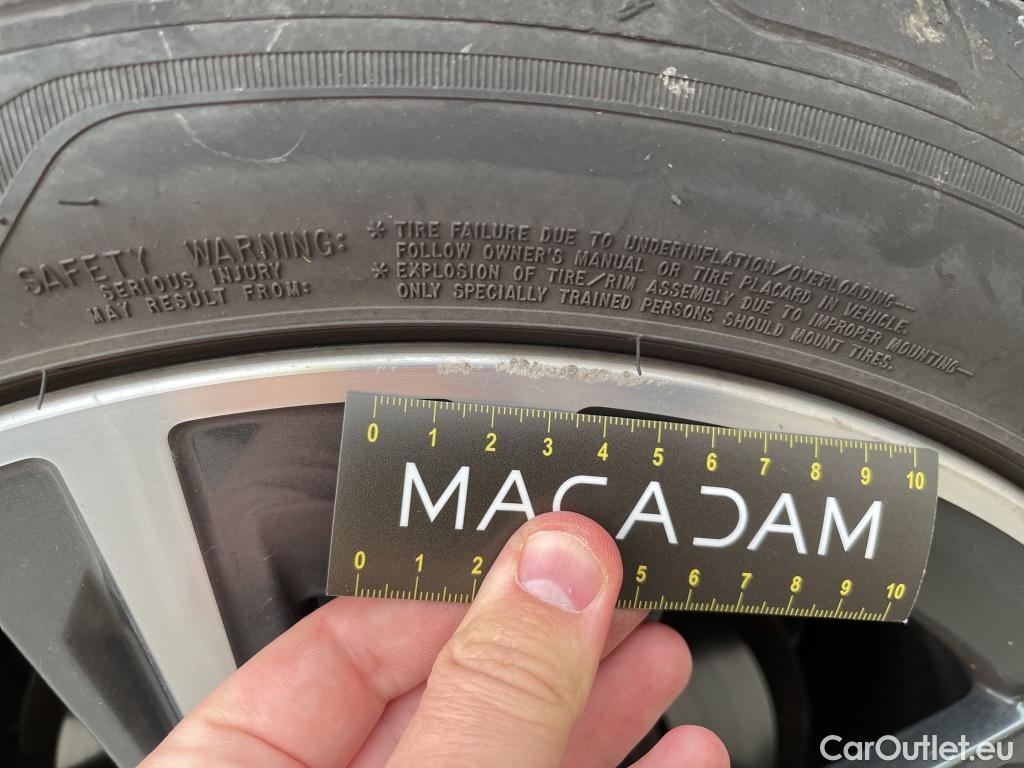 SAFETY WARNING:
SERIOUS INJURY
MAY RESULT FROM:
* TIRE FAILURE DUE TO UNDERINFLATION/OVERLOADING—
FOLLOW OWNER'S MANUAL OR TIRE PLACARD IN VEHICLE.
* EXPLOSION OF TIRE/RIM ASSEMBLY DUE TO IMPROPER MOUNTING—
ONLY SPECIALLY TRAINED PERSONS SHOULD MOUNT TIRES.
0 1 2 3 4 5 6 7 8 9 10
MACADAM
0 1 2 5 6 7 8 9 10
CarOutlet.eu